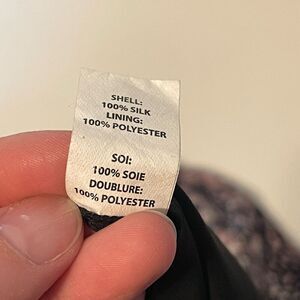 SHELL:
100% SILK
LINING:
100% POLYESTER
SOI:
100% SOIE
DOUBLURE:
100% POLYESTER